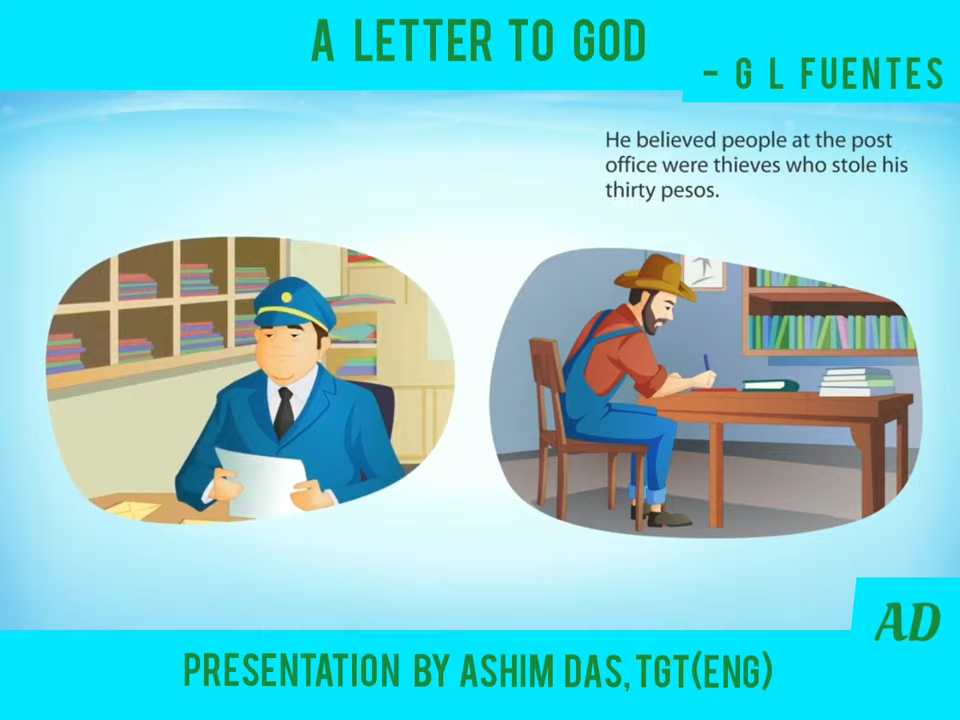 A LETTER TO GOD
- G L FUENTES
He believed people at the post
office were thieves who stole his
thirty pesos.
AD
PRESENTATION BY ASHIM DAS, TGT(ENG)